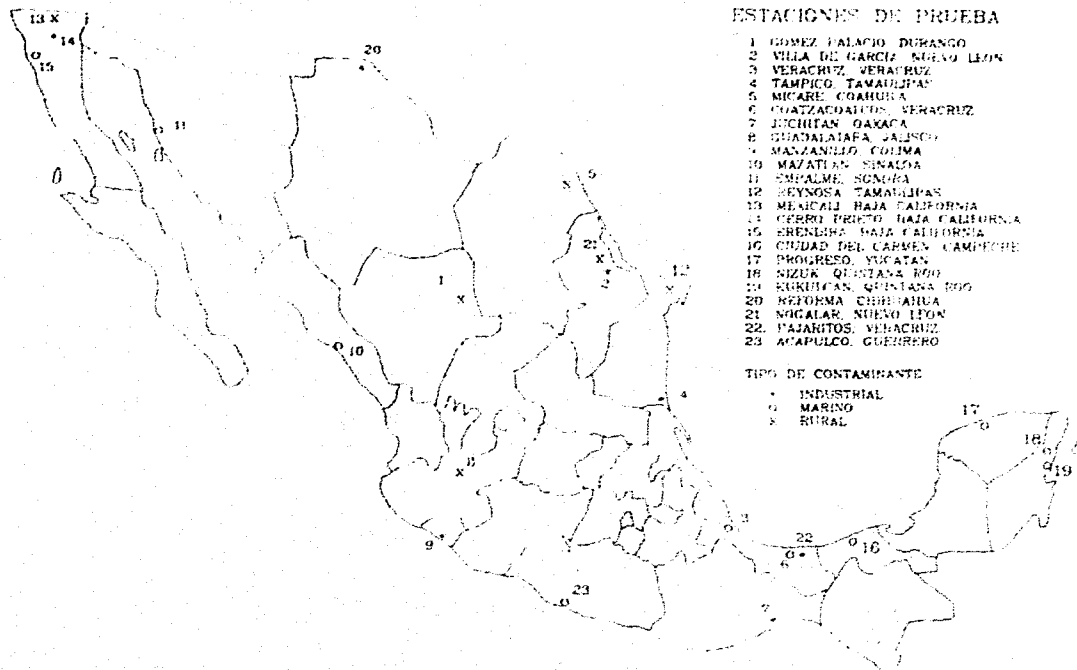 ESTACIONES DE PRUEBA
1 GOMEZ PALACIO DURANGO
2 VILLA DE GARCIA NUEVO LEON
3 VERACRUZ VERACRUZ
4 TAMPICO, TAMAULIPAS
5 MICARE COAHUILA
6 COATZACOALCOS, VERACRUZ
7 JUCHITAN OAXACA
8 GUADALAJARA, JALISCO
9 MANZANILLO COLIMA
10 MAZATLAN SINALOA
11 EMPALME, SONORA
12 REYNOSA TAMAULIPAS
13 MEXICALI BAJA CALIFORNIA
14 CERRO PRIETO, BAJA CALIFORNIA
15 ERENDIRA BAJA CALIFORNIA
16 CIUDAD DEL CARMEN CAMPECHE
17 PROGRESO, YUCATAN
18 NIZUK QUINTANA ROO
19 KUKULCAN, QUINTANA ROO
20 REFORMA CHIHUAHUA
21 NOGALAR, NUEVO LEON
22. PAJARITOS, VERACRUZ
23 ACAPULCO, GUERRERO
TIPO DE CONTAMINANTE
• INDUSTRIAL
o MARINO
x RURAL
13 x
14
15
20
11
5
x
21
x
2
12
x
1
x
10
4
17
18
19
8
x
3
9
22
6
16
23
7